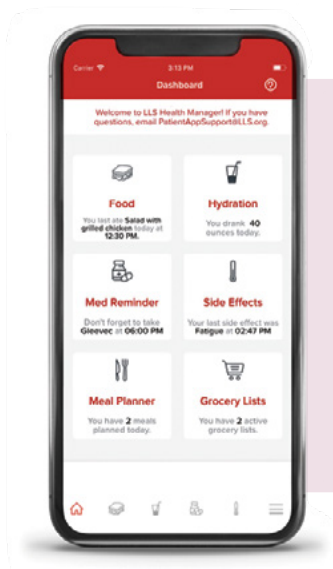 Carrier 3:13 PM
Dashboard
Welcome to LLS Health Manager! If you have
questions, email PatientAppSupport@LLS.org.
Food
You last ate Salad with
grilled chicken today at
12:30 PM.
Hydration
You drank 40
ounces today.
Med Reminder
Don't forget to take
Gleevec at 06:00 PM
Side Effects
Your last side effect was
Fatigue at 02:47 PM
Meal Planner
You have 2 meals
planned today.
Grocery Lists
You have 2 active
grocery lists.